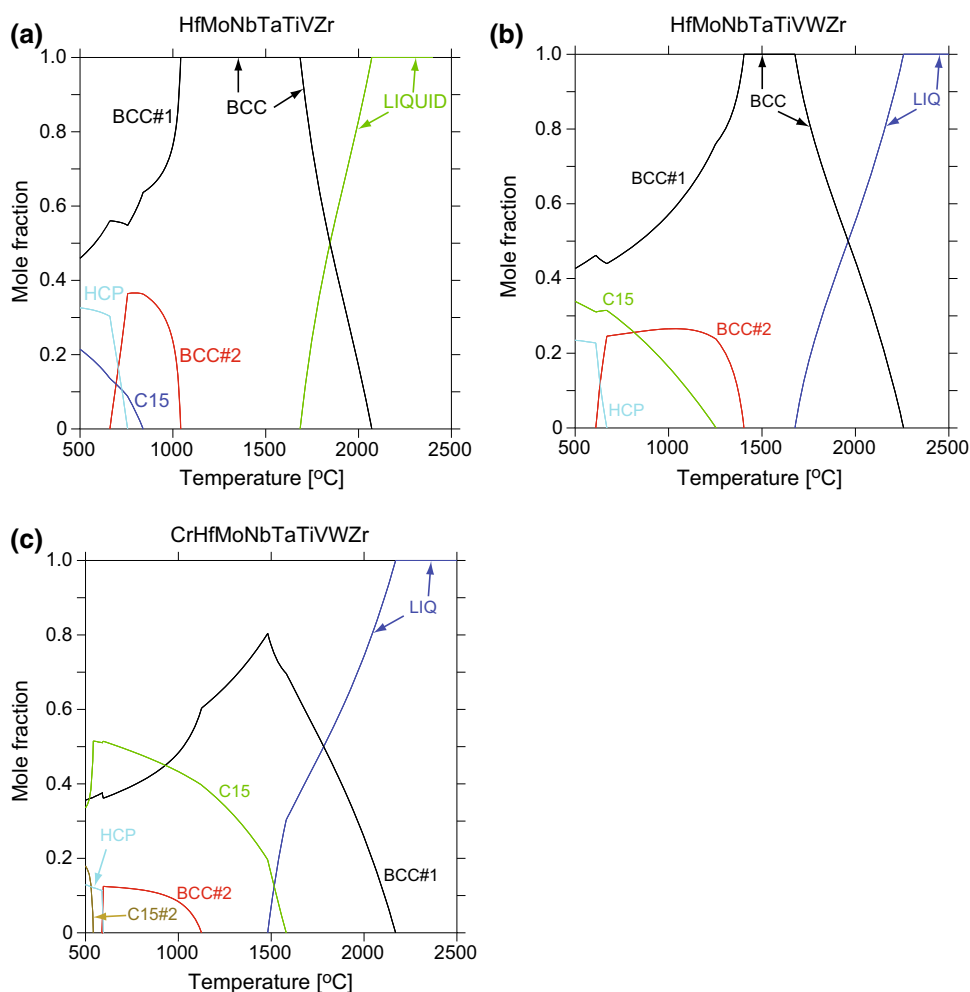 (a)
HfMoNbTaTiVZr
1.0
0.8
0.6
0.4
0.2
0
Mole fraction
BCC#1
BCC
LIQUID
HCP
BCC#2
C15
500
1000
1500
2000
2500
Temperature [oC]
(b)
HfMoNbTaTiVWZr
1.0
0.8
0.6
0.4
0.2
0
Mole fraction
BCC
LIQ
BCC#1
C15
BCC#2
HCP
500
1000
1500
2000
2500
Temperature [oC]
(c)
CrHfMoNbTaTiVWZr
1.0
0.8
0.6
0.4
0.2
0
Mole fraction
LIQ
C15
HCP
BCC#2
BCC#1
C15#2
500
1000
1500
2000
2500
Temperature [oC]